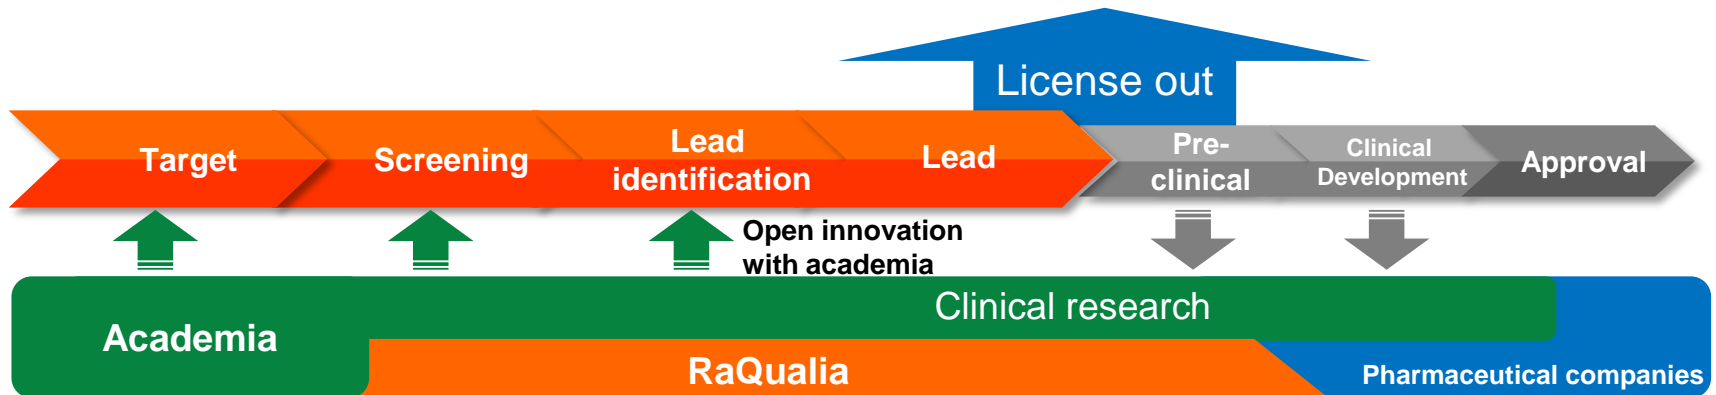 License out
Target
Screening
Lead
identification
Lead
Pre-
clinical
Clinical
Development
Approval
Open innovation
with academia
Clinical research
Academia
RaQualia
Pharmaceutical companies